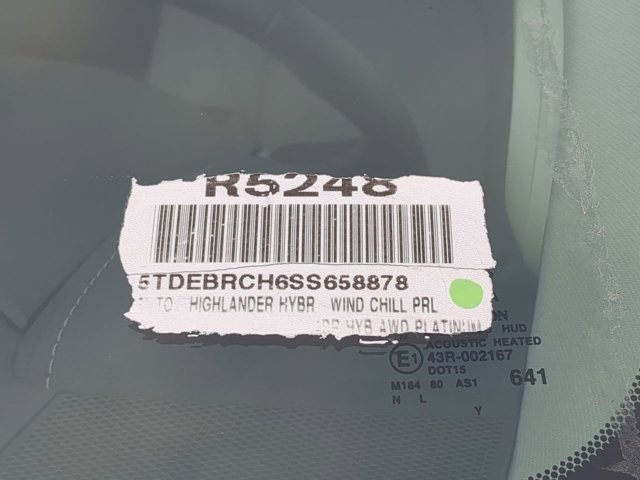 R5248
5TDEBRCH6SS658878
HIGHLANDER HYBR WIND CHILL PRL
HYB AWD PLATINUM
HUD
ACOUSTIC HEATED
E1 43R-002167
DOT15
M184 80 AS1
641
N L
Y